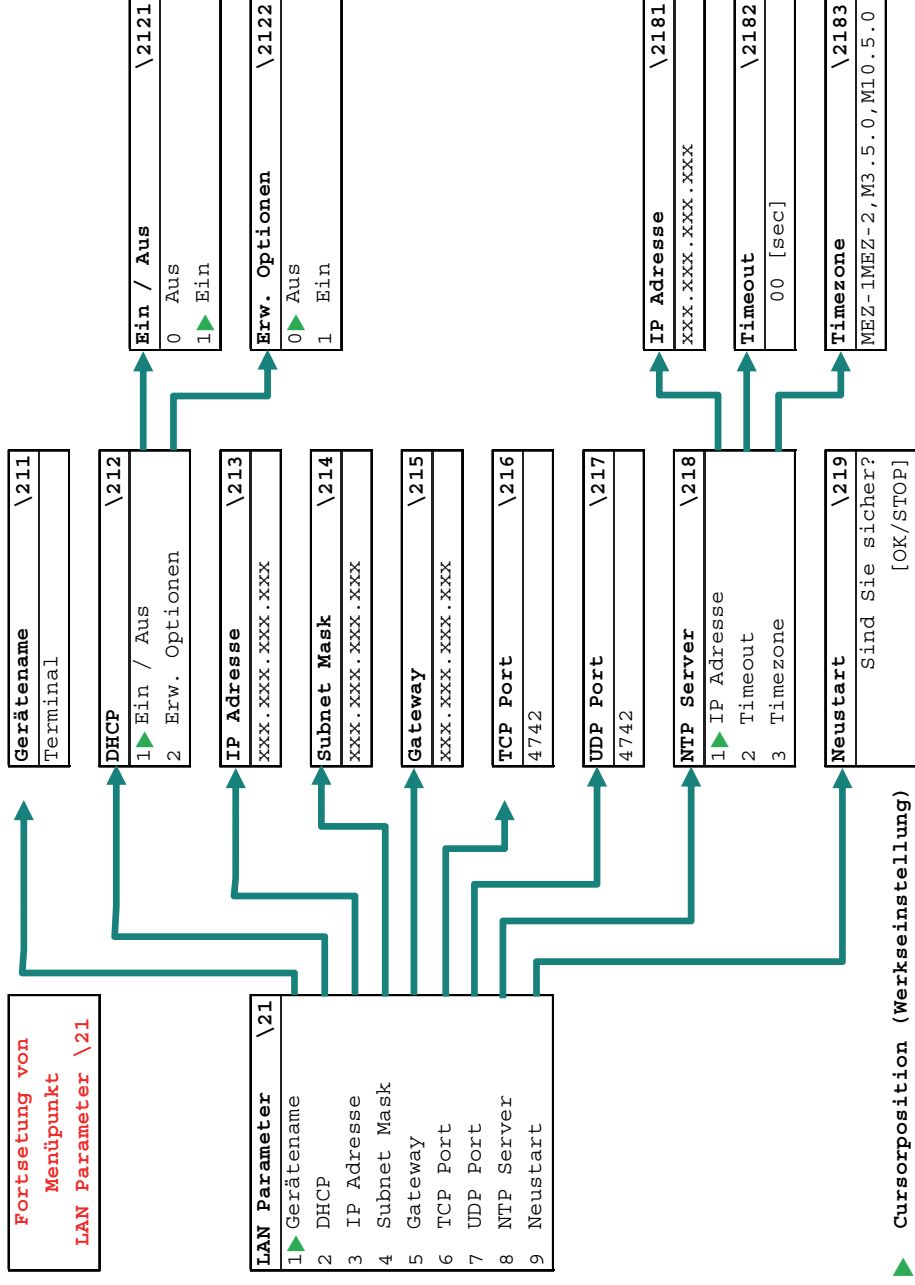 Fortsetung von
Menüpunkt
LAN Parameter \21
LAN Parameter \21
1 Gerätename
2 DHCP
3 IP Adresse
4 Subnet Mask
5 Gateway
6 TCP Port
7 UDP Port
8 NTP Server
9 Neustart
Gerätename \211
Terminal
DHCP \212
1 Ein / Aus
2 Erw. Optionen
IP Adresse \213
xxx.xxx.xxx.xxx
Subnet Mask \214
xxx.xxx.xxx.xxx
Gateway \215
xxx.xxx.xxx.xxx
TCP Port \216
4742
UDP Port \217
4742
NTP Server \218
1 IP Adresse
2 Timeout
3 Timezone
Neustart \219
Sind Sie sicher?
[OK/STOP]
Ein / Aus \2121
0 Aus
1 Ein
Erw. Optionen \2122
0 Aus
1 Ein
IP Adresse \2181
xxx.xxx.xxx.xxx
Timeout \2182
00 [sec]
Timezone \2183
MEZ-1MEZ-2,M3.5.0,M10.5.0
Cursorposition (Werkseinstellung)